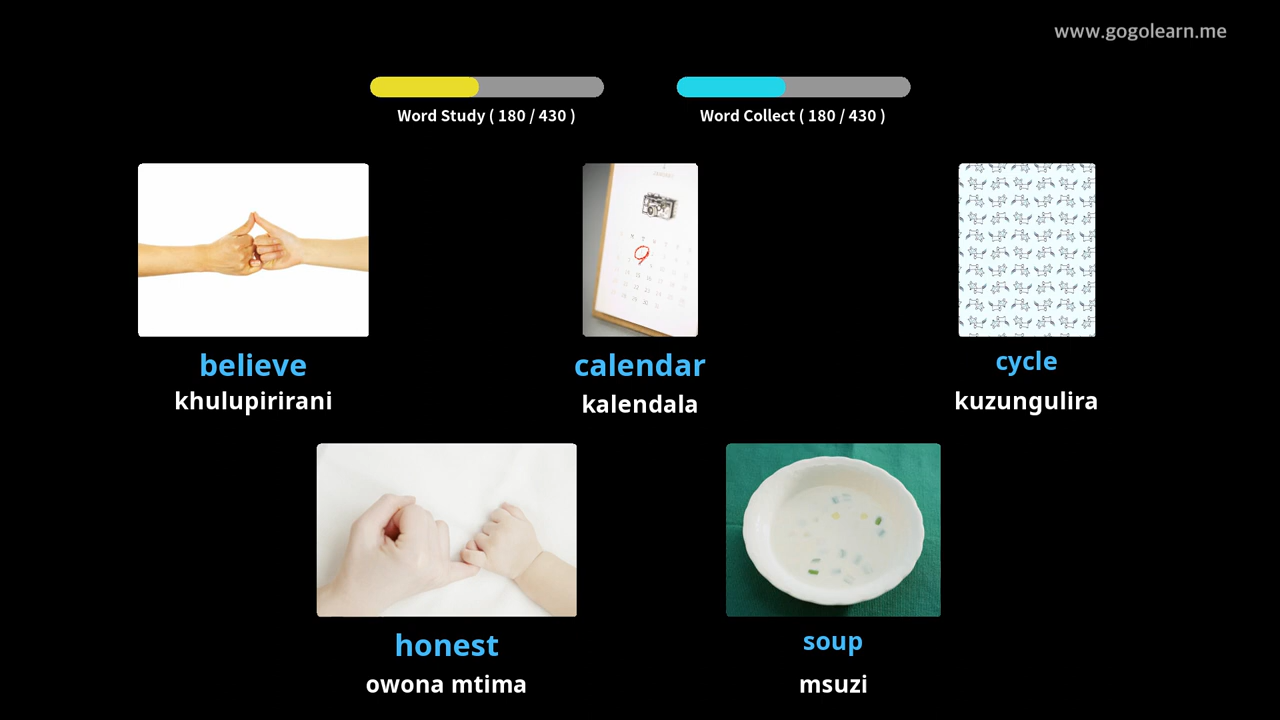 www.gogolearn.me
Word Study ( 180 / 430 )
Word Collect ( 180 / 430 )
believe
khulupirirani
calendar
kalendala
cycle
kuzungulira
honest
owona mtima
soup
msuzi